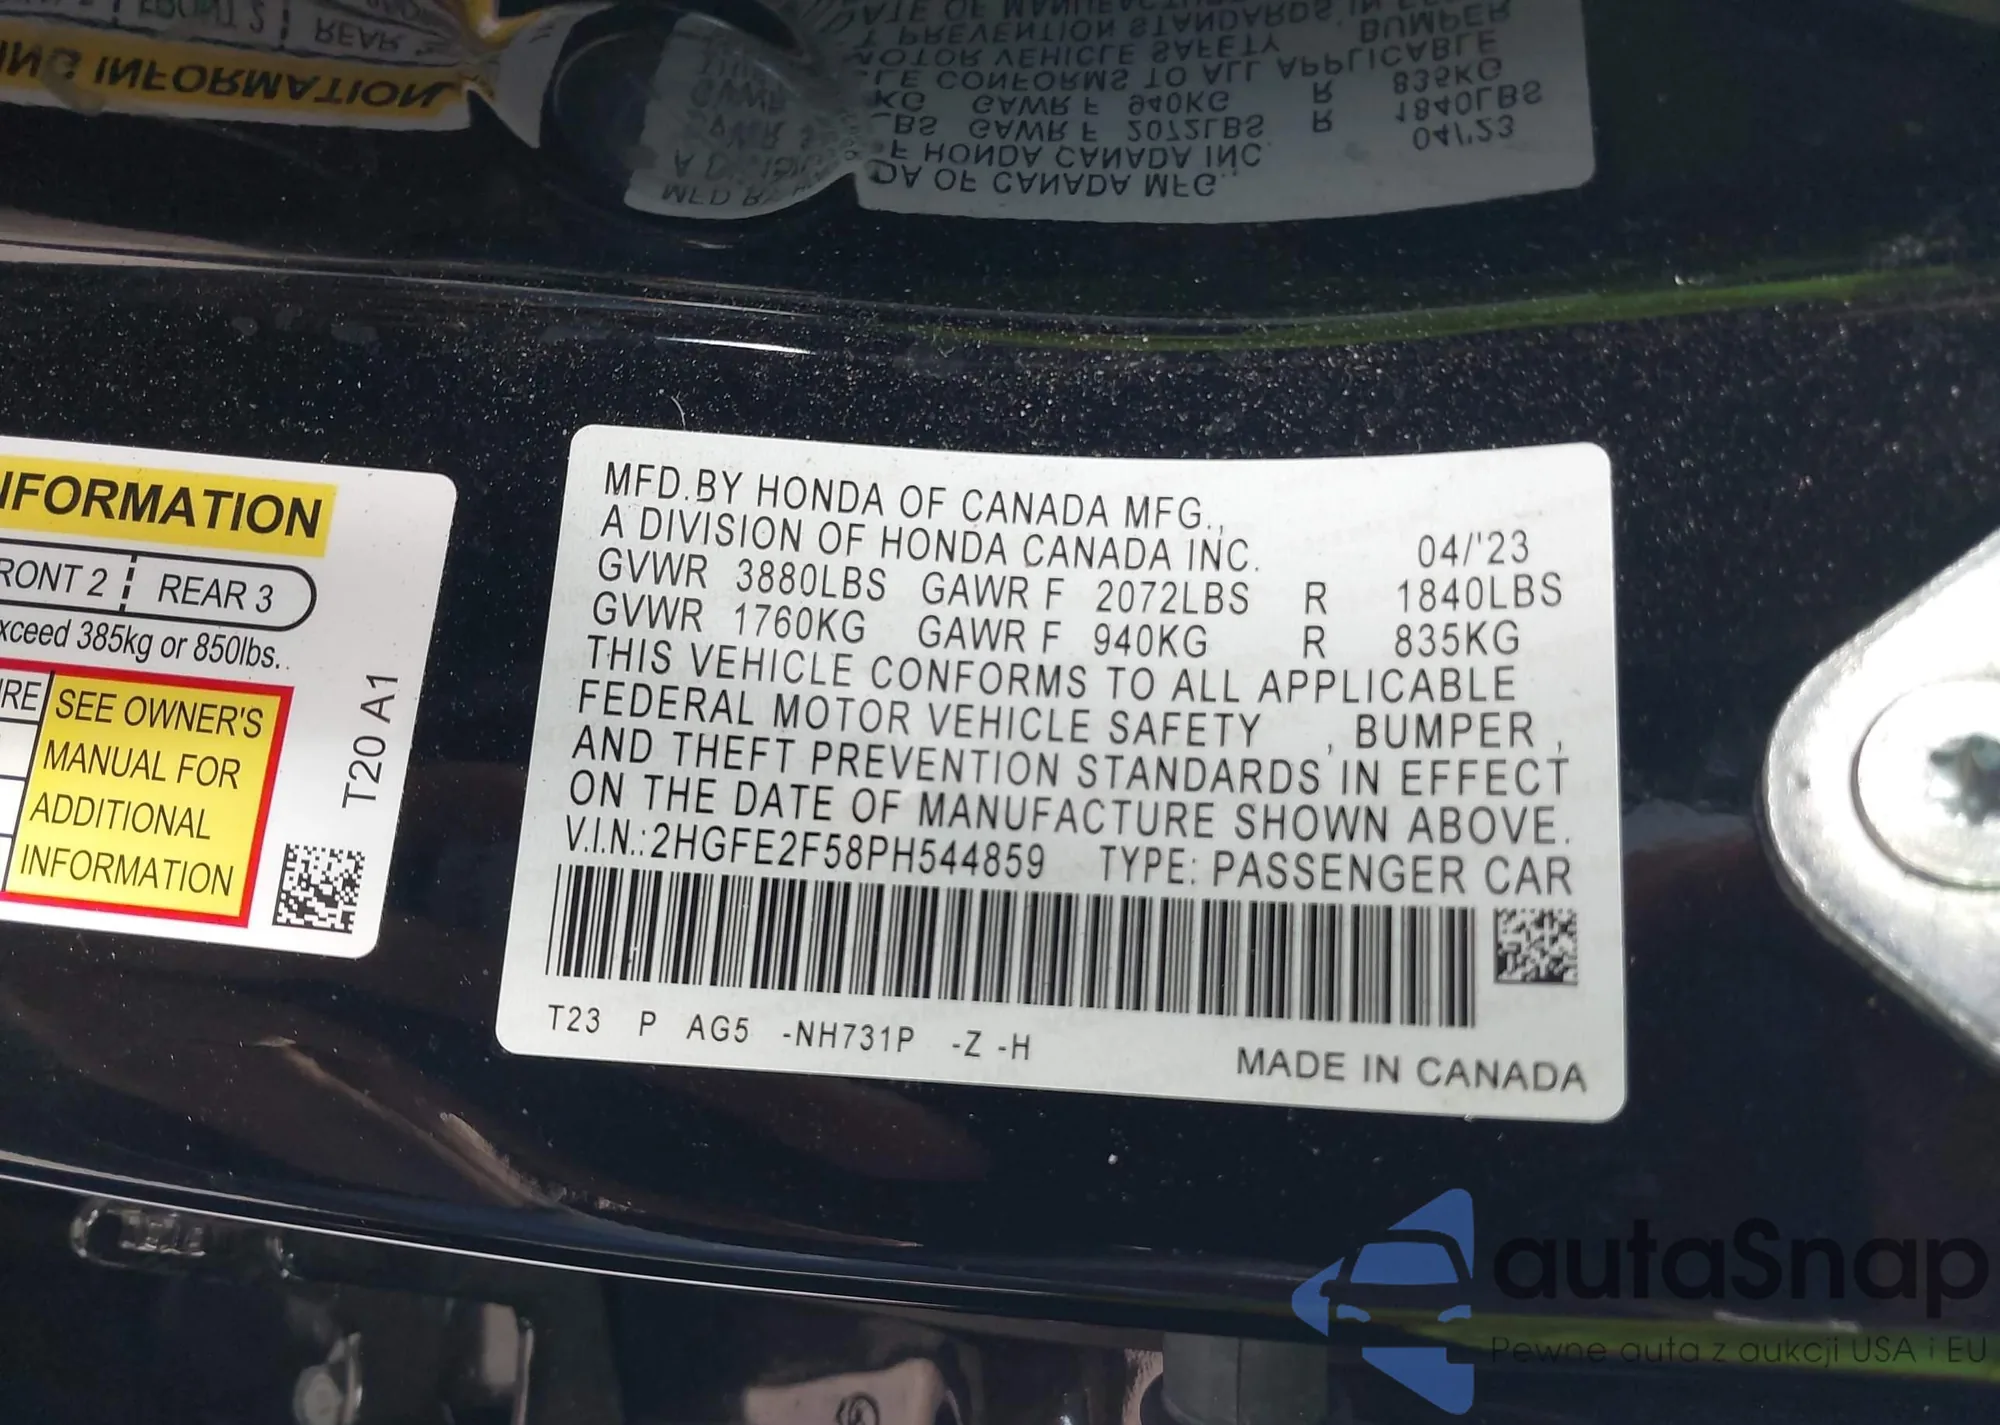 NFORMATION
RONT 2 ¦ REAR 3
xceed 385kg or 850lbs.
IRE
SEE OWNER'S
MANUAL FOR
ADDITIONAL
INFORMATION
T20 A1
MFD.BY HONDA OF CANADA MFG.,
A DIVISION OF HONDA CANADA INC. 04/'23
GVWR 3880LBS GAWR F 2072LBS R 1840LBS
GVWR 1760KG GAWR F 940KG R 835KG
THIS VEHICLE CONFORMS TO ALL APPLICABLE
FEDERAL MOTOR VEHICLE SAFETY , BUMPER ,
AND THEFT PREVENTION STANDARDS IN EFFECT
ON THE DATE OF MANUFACTURE SHOWN ABOVE.
V.I.N.:2HGFE2F58PH544859 TYPE: PASSENGER CAR
T23 P AG5 -NH731P -Z -H
MADE IN CANADA
autaSnap
Pewne auta z aukcji USA i EU